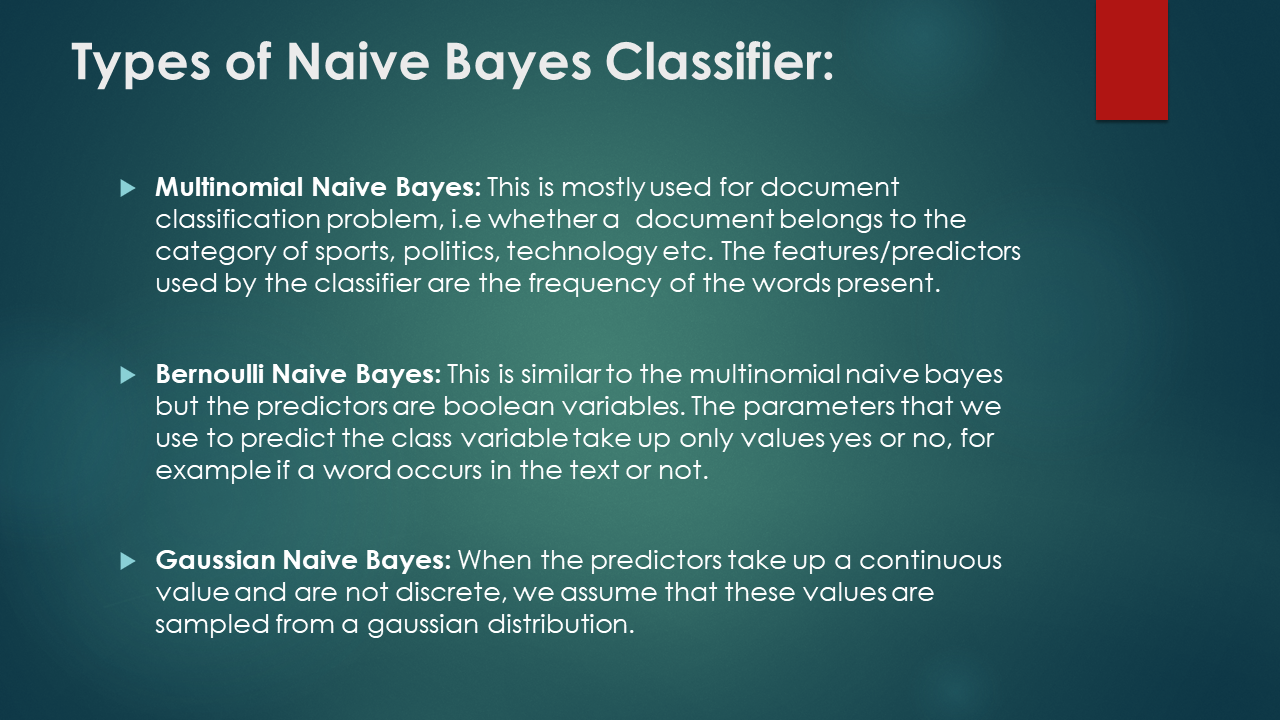 Types of Naive Bayes Classifier:
Multinomial Naive Bayes: This is mostly used for document
classification problem, i.e whether a document belongs to the
category of sports, politics, technology etc. The features/predictors
used by the classifier are the frequency of the words present.
Bernoulli Naive Bayes: This is similar to the multinomial naive bayes
but the predictors are boolean variables. The parameters that we
use to predict the class variable take up only values yes or no, for
example if a word occurs in the text or not.
Gaussian Naive Bayes: When the predictors take up a continuous
value and are not discrete, we assume that these values are
sampled from a gaussian distribution.